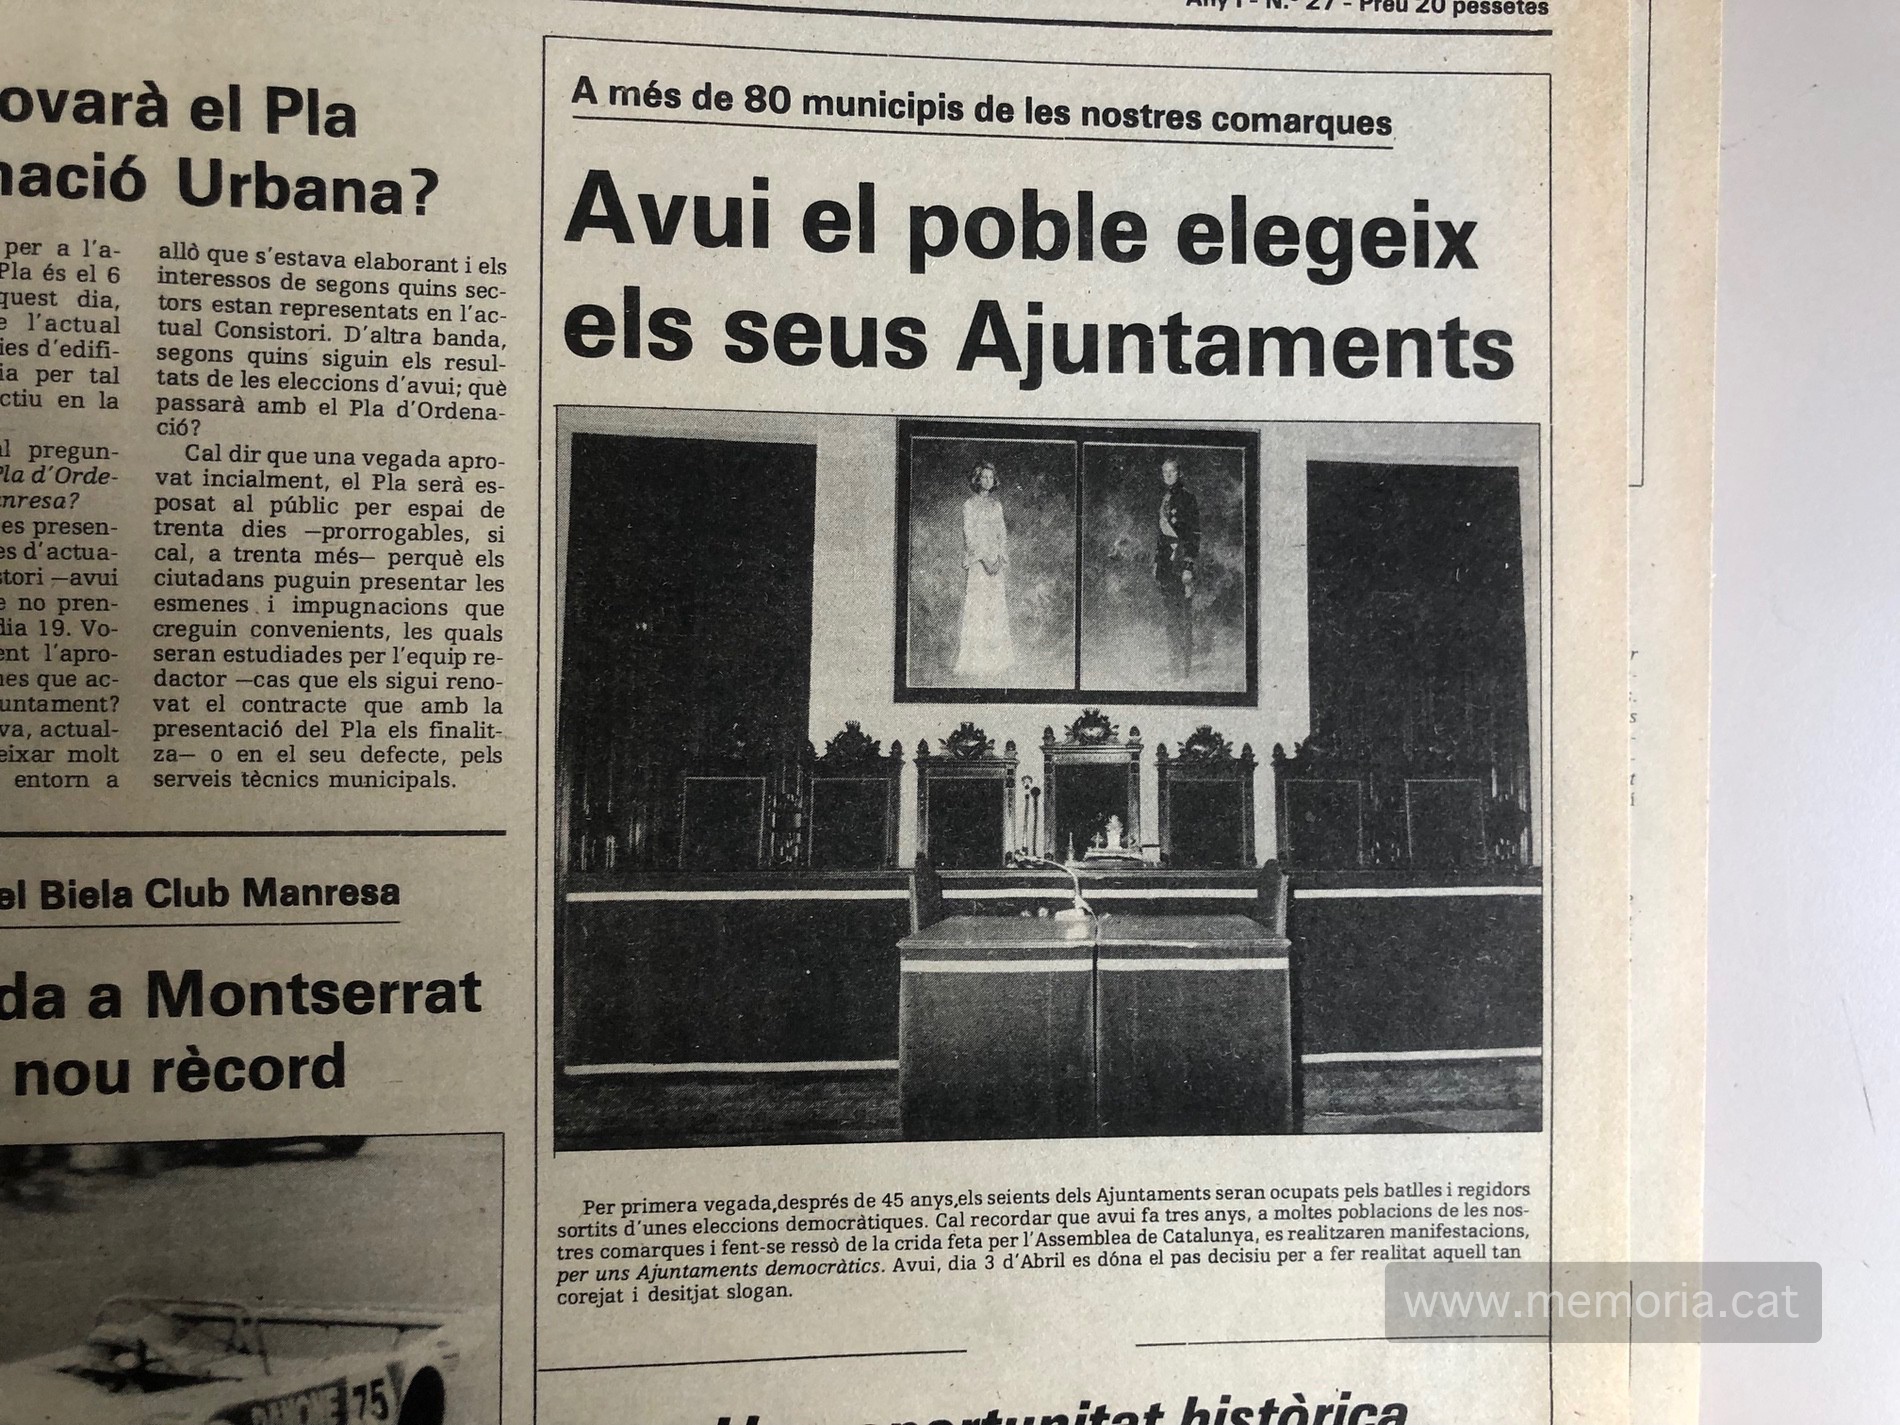 Any I - N.º 27 - Preu 20 pessetes
ovarà el Pla
nació Urbana?
per a l'a-
Pla és el 6
quest dia,
e l'actual
ies d'edifi-
ia per tal
ctiu en la
al pregun-
Pla d'Orde-
nresa?
es presen-
es d'actua-
stori —avui
e no pren-
dia 19. Vo-
ent l'apro-
nes que ac-
untament?
va, actual-
eixar molt
entorn a
allò que s'estava elaborant i els
interessos de segons quins sec-
tors estan representats en l'ac-
tual Consistori. D'altra banda,
segons quins siguin els resul-
tats de les eleccions d'avui; què
passarà amb el Pla d'Ordena-
ció?
Cal dir que una vegada apro-
vat incialment, el Pla serà es-
posat al públic per espai de
trenta dies —prorrogables, si
cal, a trenta més— perquè els
ciutadans puguin presentar les
esmenes i impugnacions que
creguin convenients, les quals
seran estudiades per l'equip re-
dactor —cas que els sigui reno-
vat el contracte que amb la
presentació del Pla els finalit-
za— o en el seu defecte, pels
serveis tècnics municipals.
el Biela Club Manresa
da a Montserrat
nou rècord
DANONE 75
A més de 80 municipis de les nostres comarques
Avui el poble elegeix
els seus Ajuntaments
Per primera vegada,després de 45 anys,els seients dels Ajuntaments seran ocupats pels batlles i regidors
sortits d'unes eleccions democràtiques. Cal recordar que avui fa tres anys, a moltes poblacions de les nos-
tres comarques i fent-se ressò de la crida feta per l'Assemblea de Catalunya, es realitzaren manifestacions,
per uns Ajuntaments democràtics. Avui, dia 3 d'Abril es dóna el pas decisiu per a fer realitat aquell tan
corejat i desitjat slogan.
www.memoria.cat
oportunitat històrica